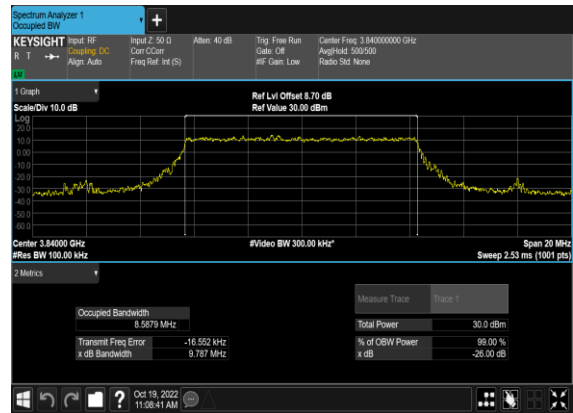 Spectrum Analyzer 1
Occupied BW
+
KEYSIGHT Input: RF Input Z: 50 Ω Atten: 40 dB Trig: Free Run Center Freq: 3.840000000 GHz
R T Coupling: DC Corr CCorr Gate: Off Avg|Hold: 500/500
Align: Auto Freq Ref: Int (S) #IF Gain: Low Radio Std: None
1 Graph
Scale/Div 10.0 dB
Ref Lvl Offset 8.70 dB
Ref Value 30.00 dBm
Log
20.0
10.0
0.00
-10.0
-20.0
-30.0
-40.0
-50.0
-60.0
Center 3.84000 GHz #Video BW 300.00 kHz* Span 20 MHz
#Res BW 100.00 kHz Sweep 2.53 ms (1001 pts)
2 Metrics
Measure Trace Trace 1
Occupied Bandwidth
8.5879 MHz Total Power 30.0 dBm
Transmit Freq Error -16.552 kHz % of OBW Power 99.00 %
x dB Bandwidth 9.787 MHz x dB -26.00 dB
? Oct 19, 2022
11:08:41 AM